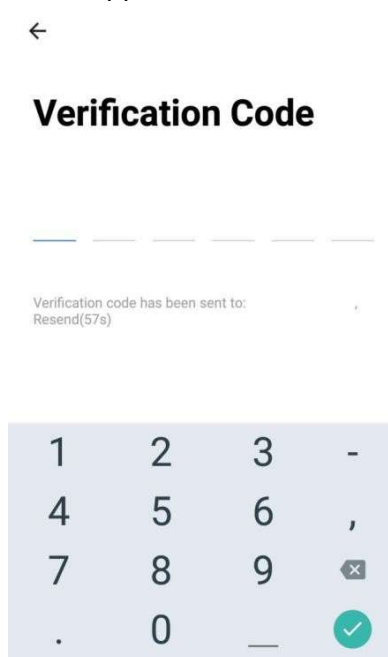 Verification Code
Verification code has been sent to: ,
Resend(57s)
1 2 3 -
4 5 6 ,
7 8 9
. 0 _